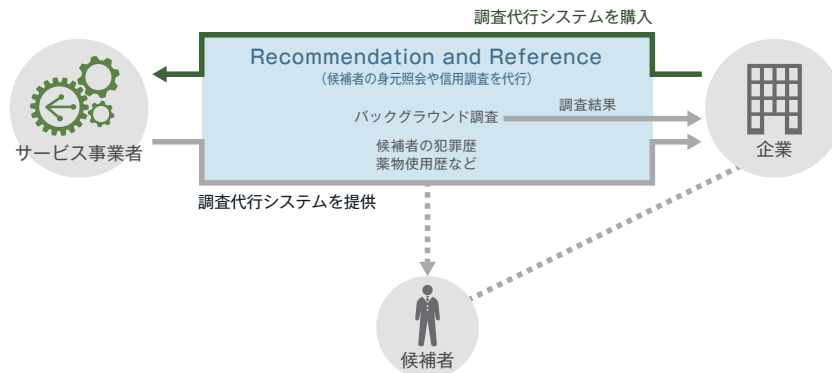 調査代行システムを購入
Recommendation and Reference
（候補者の身元照会や信用調査を代行）
バックグラウンド調査
調査結果
候補者の犯罪歴
薬物使用歴など
サービス事業者
企業
調査代行システムを提供
候補者